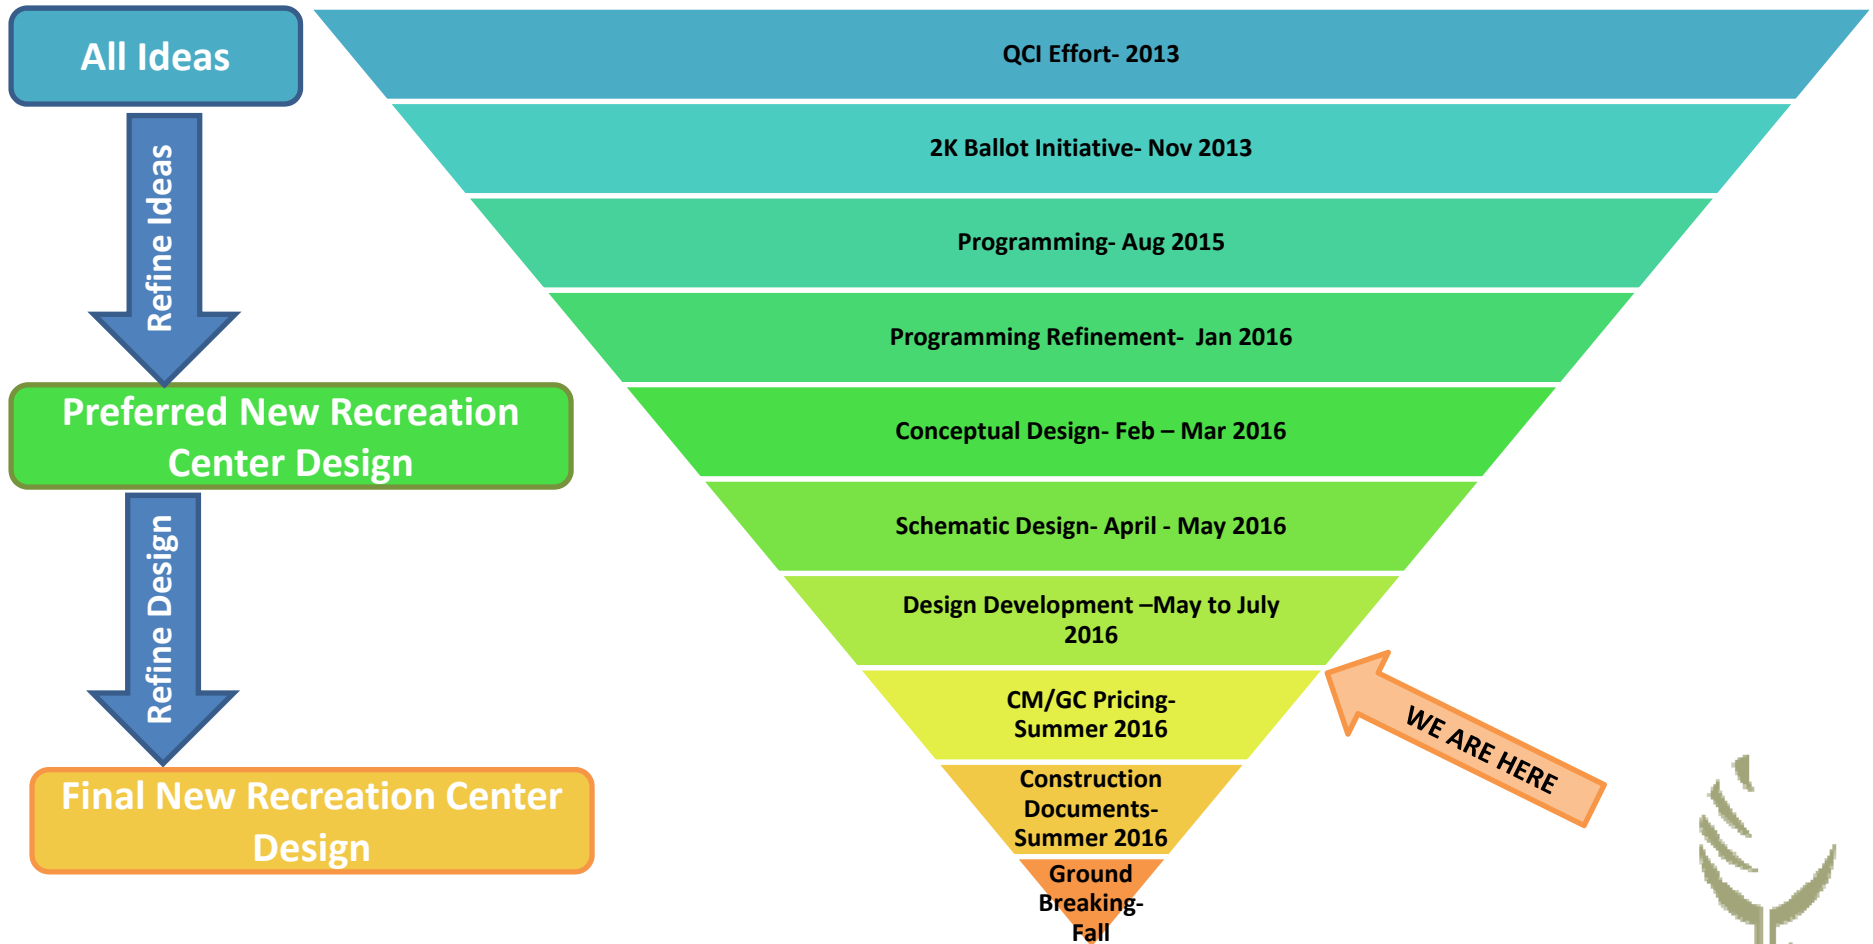 All Ideas
Refine Ideas
Preferred New Recreation
Center Design
Refine Design
Final New Recreation Center
Design
QCI Effort- 2013
2K Ballot Initiative- Nov 2013
Programming- Aug 2015
Programming Refinement-  Jan 2016
Conceptual Design- Feb – Mar 2016
Schematic Design- April - May 2016
Design Development –May to July
2016
CM/GC Pricing-
Summer 2016
Construction
Documents-
Summer 2016
Ground
Breaking-
Fall
WE ARE HERE